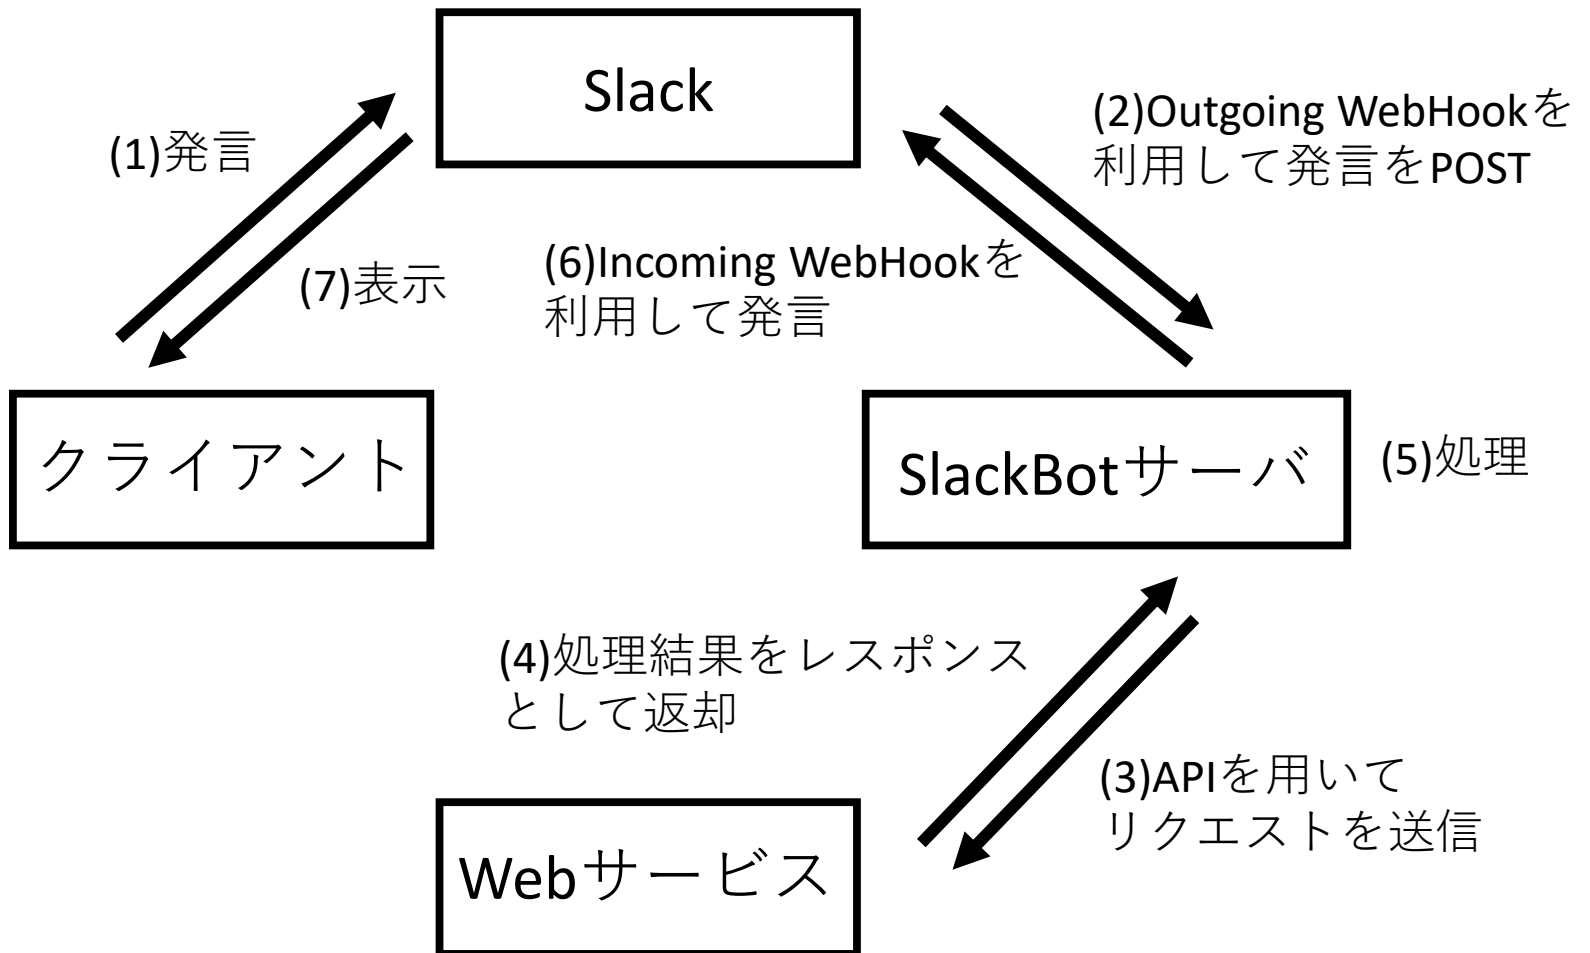 Slack
(1)発言
(2)Outgoing WebHookを
利用して発言をPOST
(7)表示
(6)Incoming WebHookを
利用して発言
クライアント
SlackBotサーバ
(5)処理
(4)処理結果をレスポンス
として返却
(3)APIを用いて
リクエストを送信
Webサービス